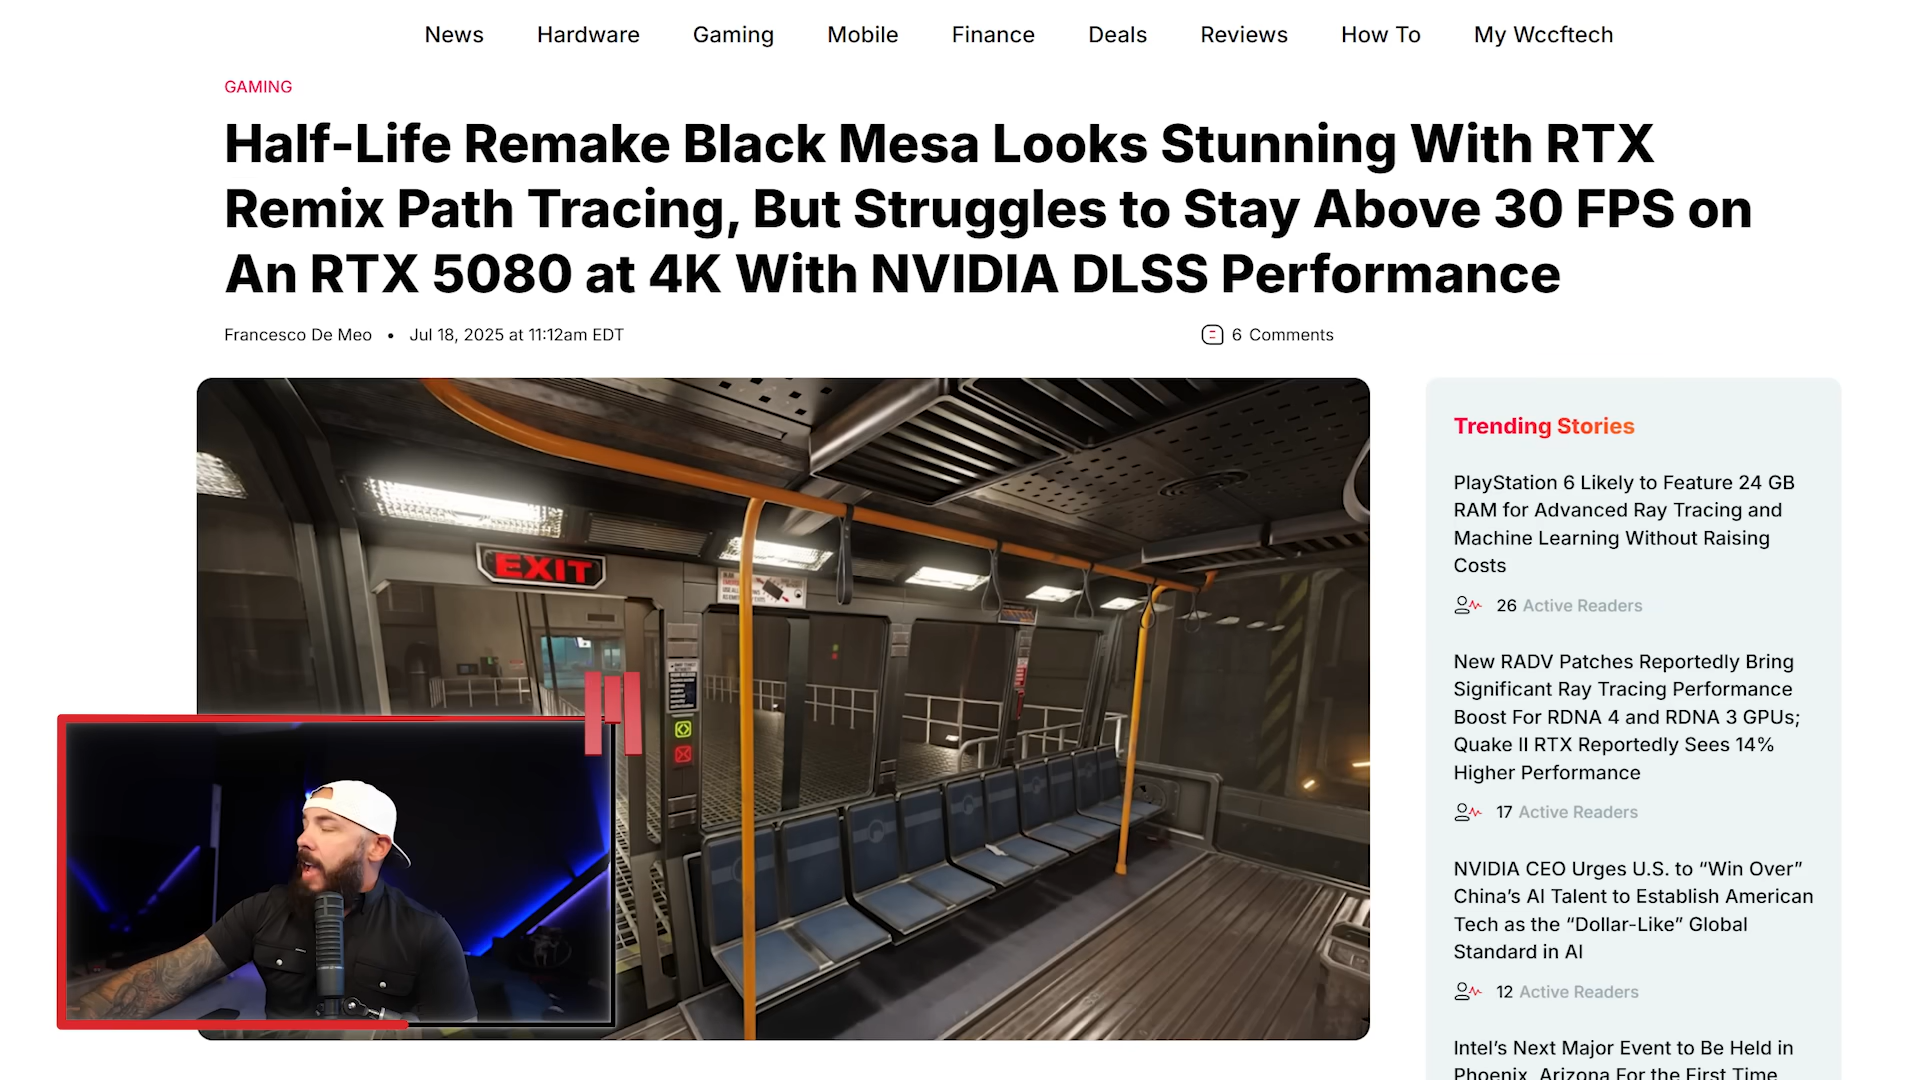 News Hardware Gaming Mobile Finance Deals Reviews How To My Wccftech
GAMING
Half-Life Remake Black Mesa Looks Stunning With RTX
Remix Path Tracing, But Struggles to Stay Above 30 FPS on
An RTX 5080 at 4K With NVIDIA DLSS Performance
Francesco De Meo • Jul 18, 2025 at 11:12am EDT
6 Comments
EXIT
Trending Stories
PlayStation 6 Likely to Feature 24 GB
RAM for Advanced Ray Tracing and
Machine Learning Without Raising
Costs
26 Active Readers
New RADV Patches Reportedly Bring
Significant Ray Tracing Performance
Boost For RDNA 4 and RDNA 3 GPUs;
Quake II RTX Reportedly Sees 14%
Higher Performance
17 Active Readers
NVIDIA CEO Urges U.S. to “Win Over”
China’s AI Talent to Establish American
Tech as the “Dollar-Like” Global
Standard in AI
12 Active Readers
Intel’s Next Major Event to Be Held in
Phoenix, Arizona For the First Time